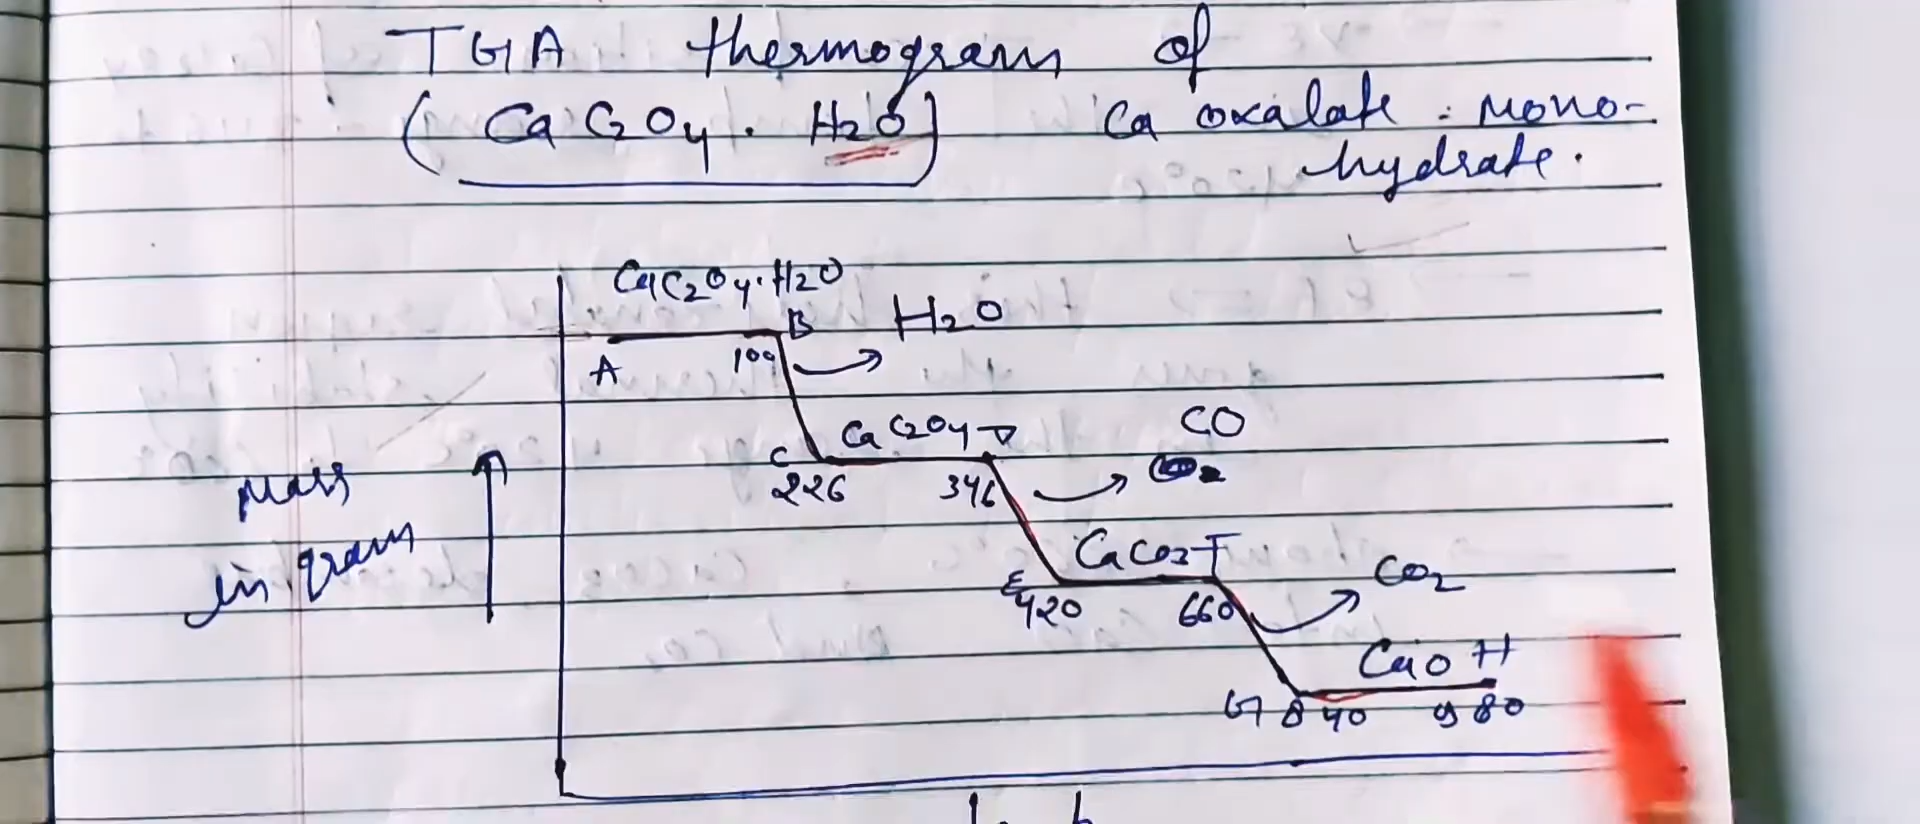 TGA thermogram of
(CaC2O4 . H2O) Ca oxalate . Mono-
hydrate.
CaC2O4.H2O
A B H2O
100
C CaC2O4 D CO
226 346
E CaCO3 F CO2
420 660
G CaO H
840 980
Mass
in gram